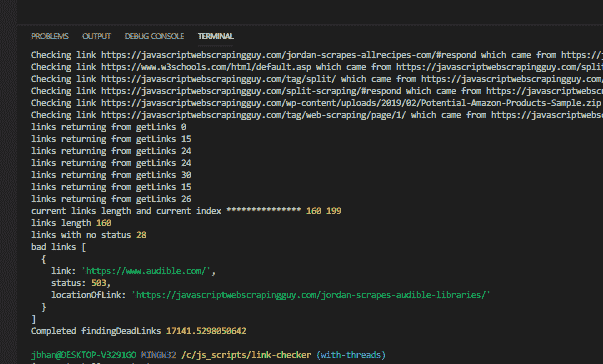 PROBLEMS OUTPUT DEBUG CONSOLE TERMINAL
Checking link https://javascriptwebscrapingguy.com/jordan-scrapes-allrecipes-com/#respond which came from https://j
Checking link https://www.w3schools.com/html/default.asp which came from https://javascriptwebscrapingguy.com/split
Checking link https://javascriptwebscrapingguy.com/tag/split/ which came from https://javascriptwebscrapingguy.com/
Checking link https://javascriptwebscrapingguy.com/split-scraping/#respond which came from https://javascriptwebscr
Checking link https://javascriptwebscrapingguy.com/wp-content/uploads/2019/02/Potential-Amazon-Products-Sample.zip
Checking link https://javascriptwebscrapingguy.com/tag/web-scraping/page/1/ which came from https://javascriptwebsc
links returning from getLinks 0
links returning from getLinks 15
links returning from getLinks 24
links returning from getLinks 24
links returning from getLinks 30
links returning from getLinks 15
links returning from getLinks 26
current links length and current index *************** 160 199
links length 160
links with no status 28
bad links [
{
link: 'https://www.audible.com/',
status: 503,
locationOfLink: 'https://javascriptwebscrapingguy.com/jordan-scrapes-audible-libraries/'
}
]
Completed findingDeadLinks 17141.5298050642
jbhan@DESKTOP-V3291GO MINGW32 /c/js_scripts/link-checker (with-threads)